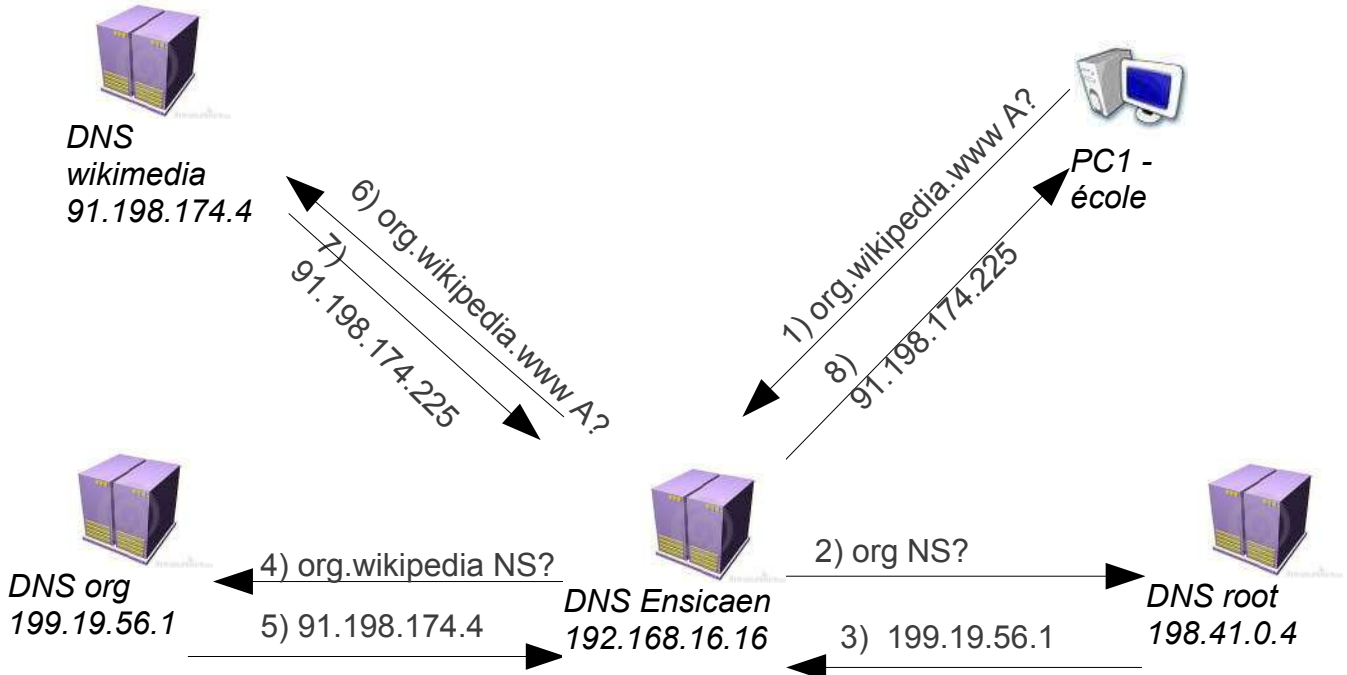 DNS
wikimedia
91.198.174.4
PC1 -
école
1) org.wikipedia.www A?
8)
91.198.174.225
6) org.wikipedia.www A?
7)
91.198.174.225
DNS org
199.19.56.1
4) org.wikipedia NS?
5) 91.198.174.4
DNS Ensicaen
192.168.16.16
2) org NS?
3) 199.19.56.1
DNS root
198.41.0.4